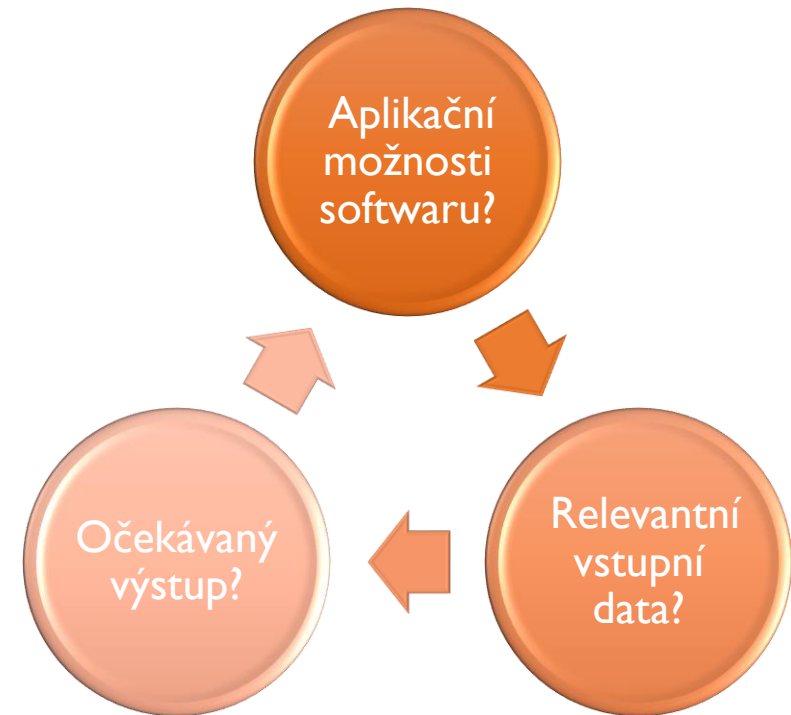 Aplikační
možnosti
softwaru?
Relevantní
vstupní
data?
Očekávaný
výstup?